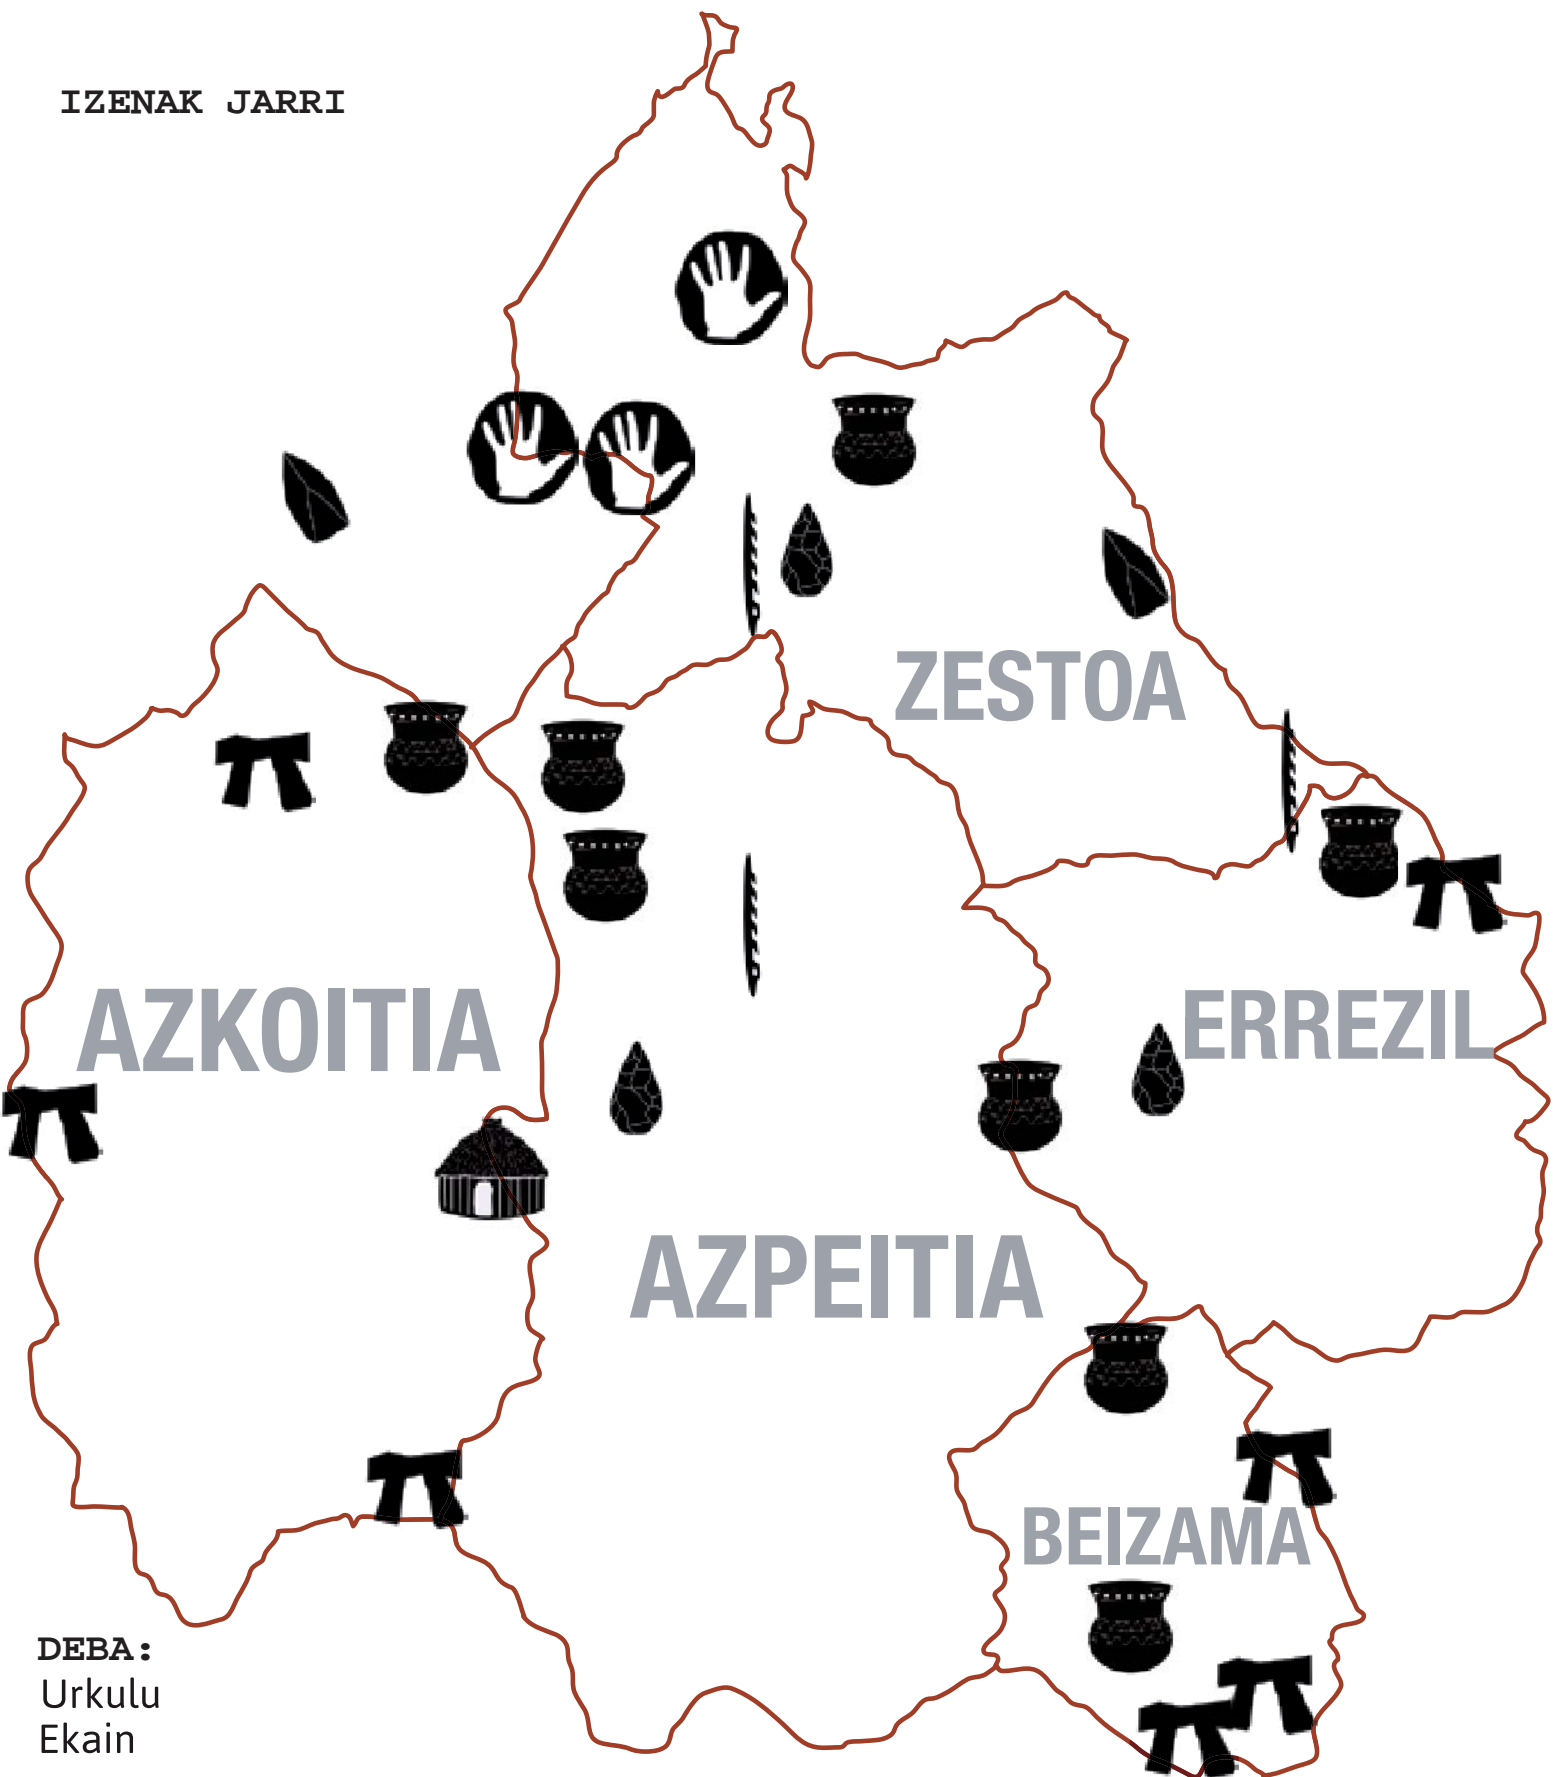 IZENAK JARRI
ZESTOA
AZKOITIA
ERREZIL
AZPEITIA
BEIZAMA
DEBA:
Urkulu
Ekain